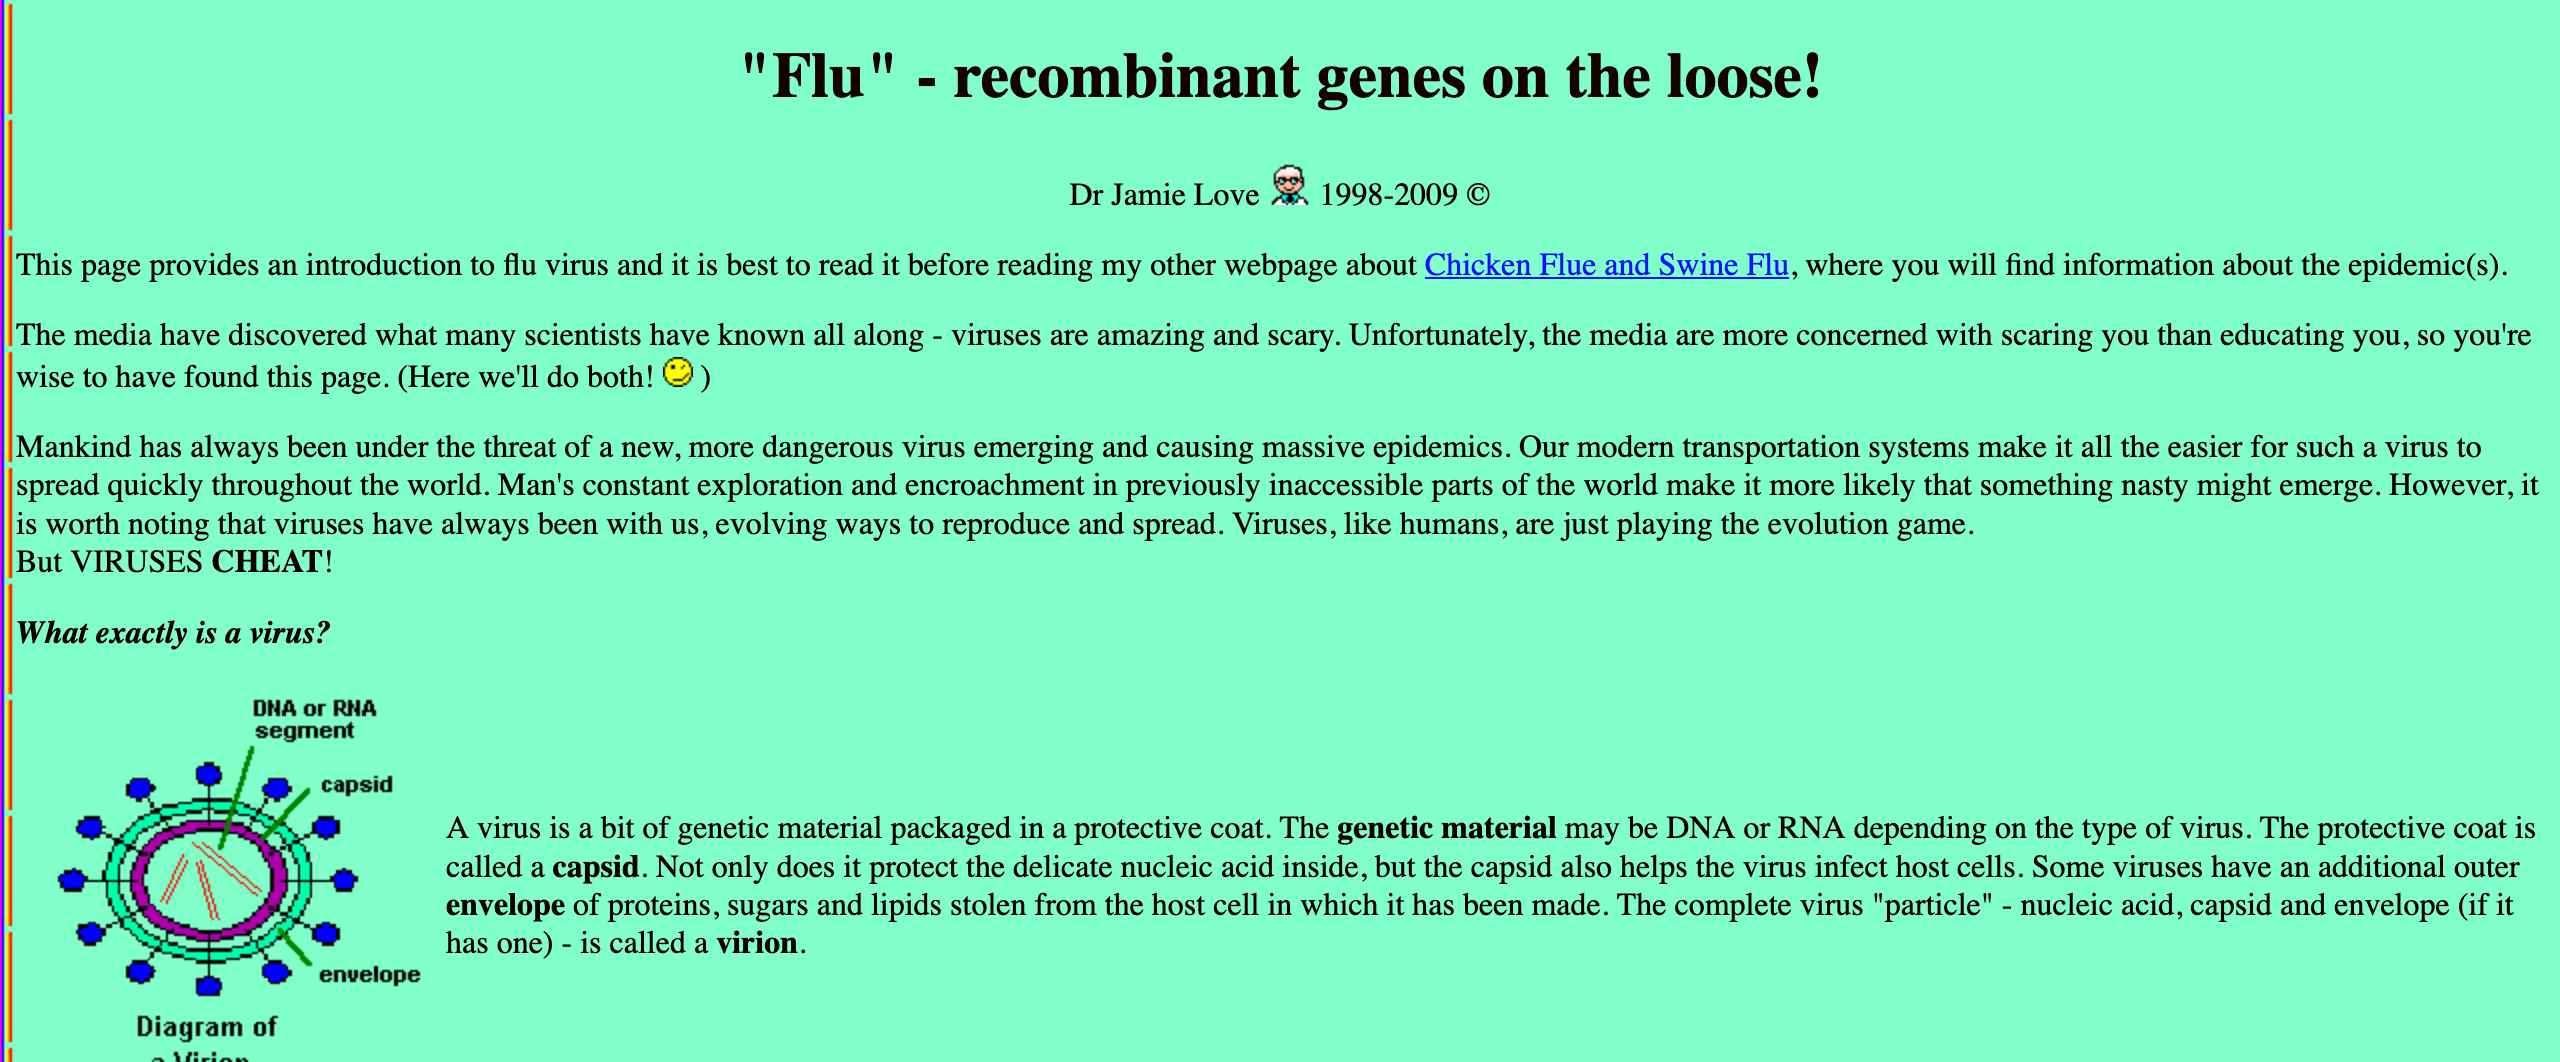 "Flu" - recombinant genes on the loose!
Dr Jamie Love 1998-2009 ©
This page provides an introduction to flu virus and it is best to read it before reading my other webpage about Chicken Flue and Swine Flu, where you will find information about the epidemic(s).
The media have discovered what many scientists have known all along - viruses are amazing and scary. Unfortunately, the media are more concerned with scaring you than educating you, so you're
wise to have found this page. (Here we'll do both! )
Mankind has always been under the threat of a new, more dangerous virus emerging and causing massive epidemics. Our modern transportation systems make it all the easier for such a virus to
spread quickly throughout the world. Man's constant exploration and encroachment in previously inaccessible parts of the world make it more likely that something nasty might emerge. However, it
is worth noting that viruses have always been with us, evolving ways to reproduce and spread. Viruses, like humans, are just playing the evolution game.
But VIRUSES CHEAT!
What exactly is a virus?
DNA or RNA
segment
capsid
envelope
Diagram of
a Virion
A virus is a bit of genetic material packaged in a protective coat. The genetic material may be DNA or RNA depending on the type of virus. The protective coat is
called a capsid. Not only does it protect the delicate nucleic acid inside, but the capsid also helps the virus infect host cells. Some viruses have an additional outer
envelope of proteins, sugars and lipids stolen from the host cell in which it has been made. The complete virus "particle" - nucleic acid, capsid and envelope (if it
has one) - is called a virion.